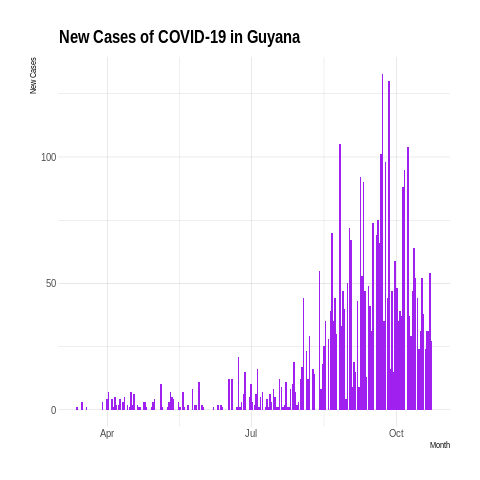 New Cases of COVID-19 in Guyana
New Cases
100
50
0
Apr
Jul
Oct
Month